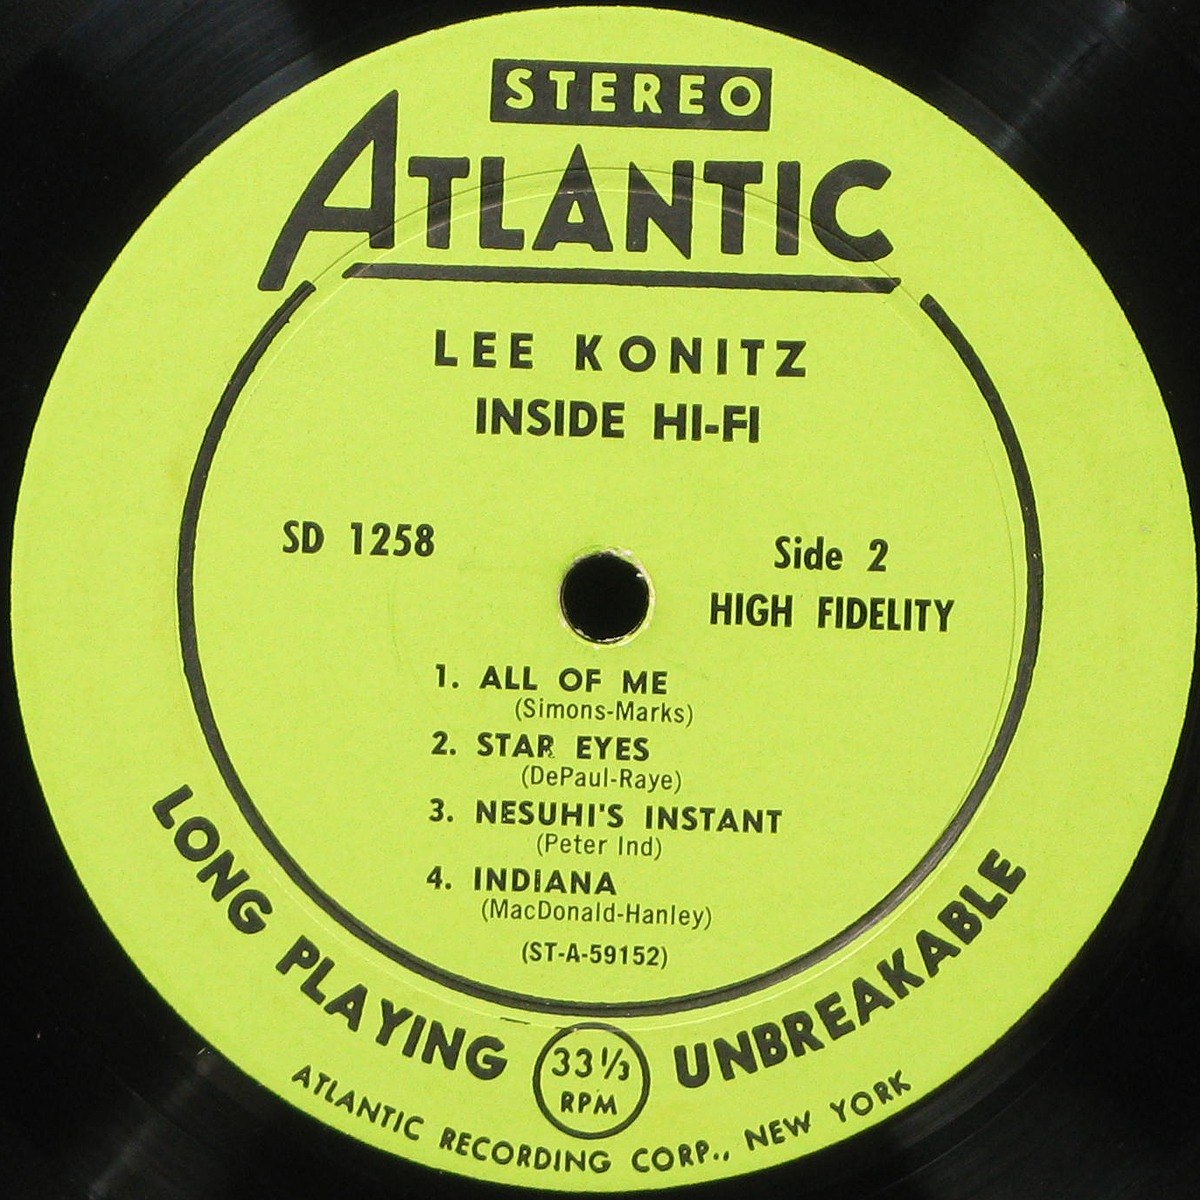 STEREO
ATLANTIC
LEE KONITZ
INSIDE HI-FI
SD 1258
Side 2
HIGH FIDELITY
1. ALL OF ME
(Simons-Marks)
2. STAR EYES
(DePaul-Raye)
3. NESUHI'S INSTANT
(Peter Ind)
4. INDIANA
(MacDonald-Hanley)
(ST-A-59152)
LONG PLAYING
33 1/3
RPM
UNBREAKABLE
ATLANTIC RECORDING CORP., NEW YORK